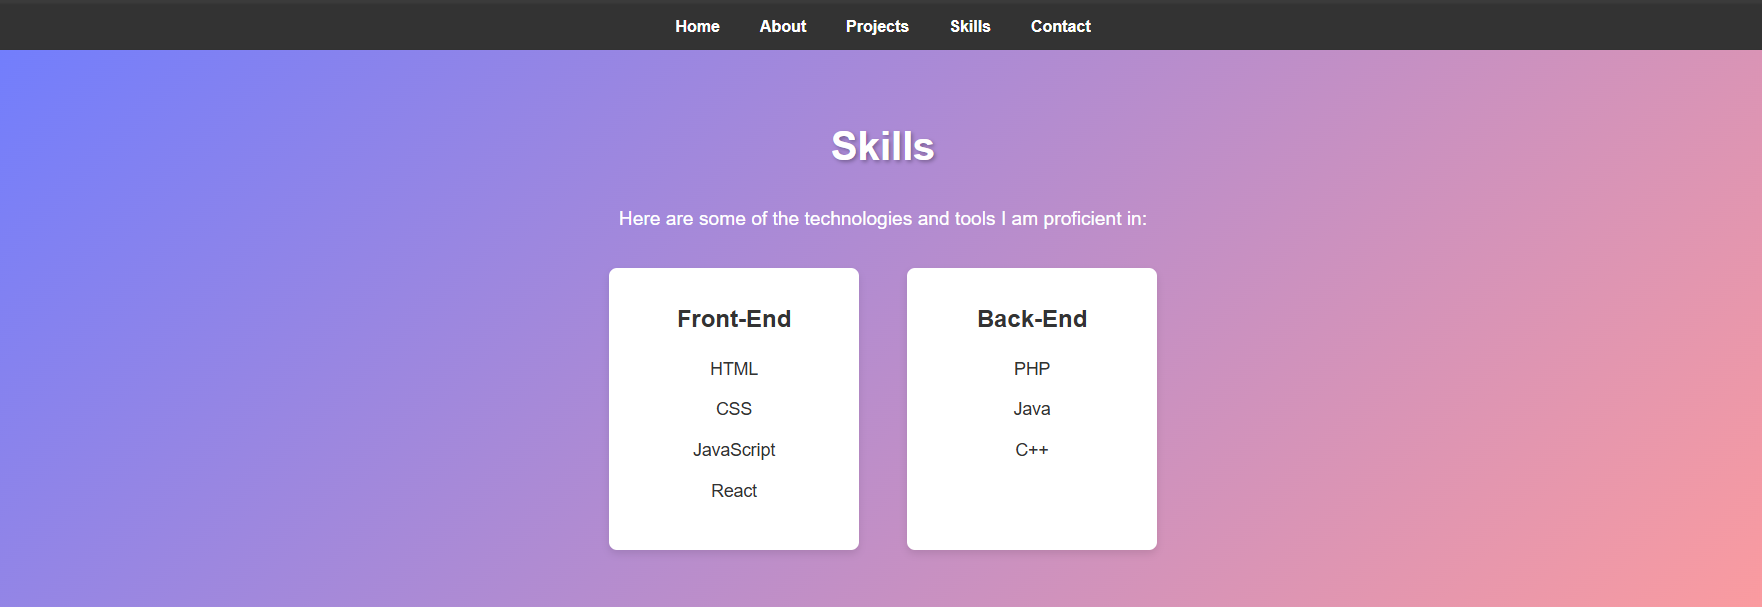 Home About Projects Skills Contact
Skills
Here are some of the technologies and tools I am proficient in:
Front-End
HTML
CSS
JavaScript
React
Back-End
PHP
Java
C++